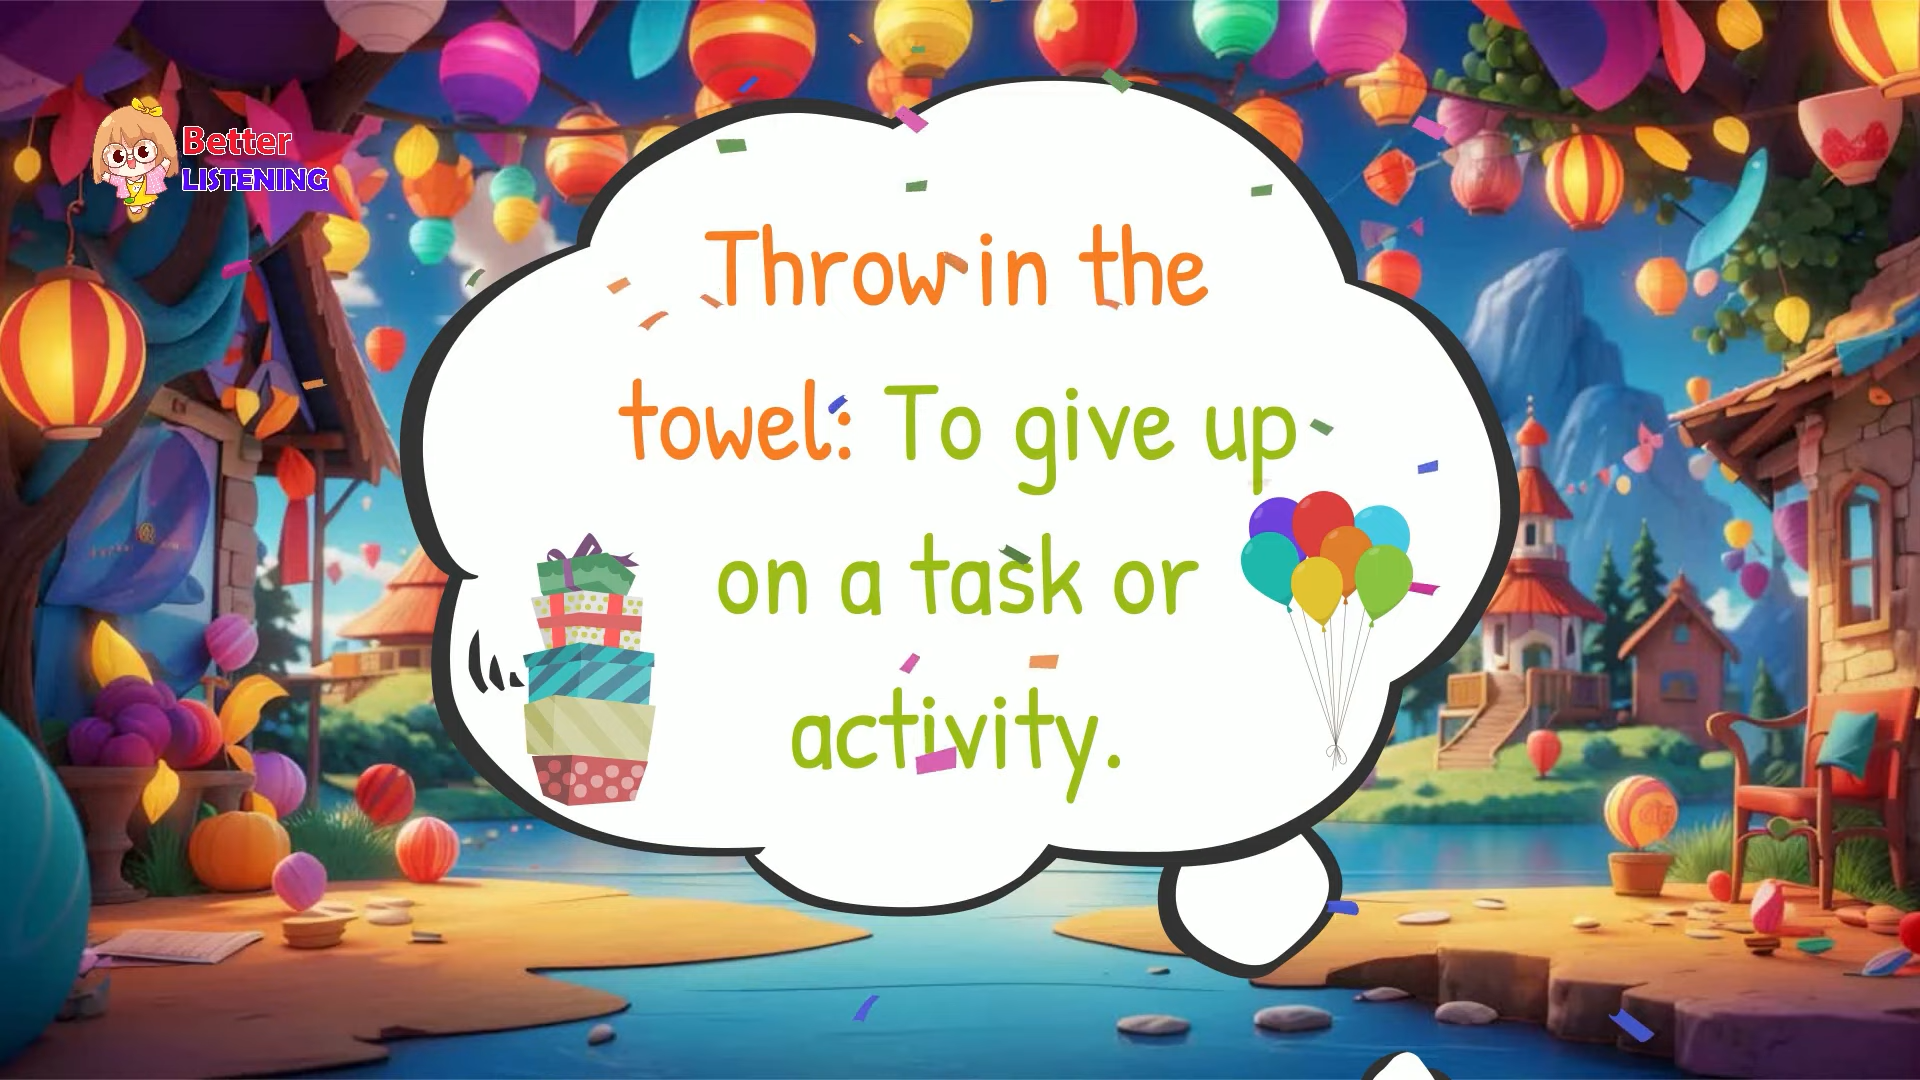 Better
LISTENING
Throw in the
towel: To give up
on a task or
activity.